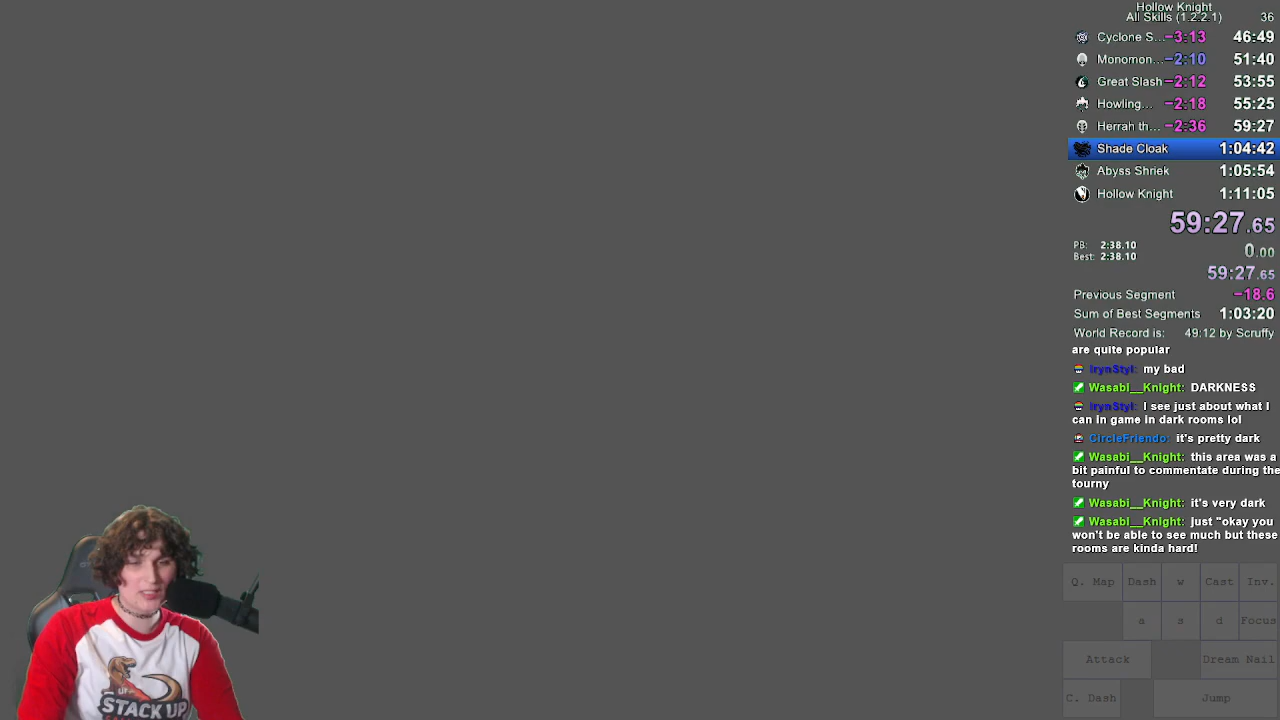 Hollow Knight
All Skills (1.2.2.1) 36
Cyclone S... −3:13 46:49
Monomon... −2:10 51:40
Great Slash −2:12 53:55
Howling... −2:18 55:25
Herrah th... −2:36 59:27
Shade Cloak 1:04:42
Abyss Shriek 1:05:54
Hollow Knight 1:11:05
59:27.65
PB: 2:38.10 0.00
Best: 2:38.10
59:27.65
Previous Segment −18.6
Sum of Best Segments 1:03:20
World Record is: 49:12 by Scruffy
are quite popular
IrynStyl: my bad
Wasabi__Knight: DARKNESS
IrynStyl: I see just about what I
can in game in dark rooms lol
CircleFriendo: it's pretty dark
Wasabi__Knight: this area was a
bit painful to commentate during the
tourny
Wasabi__Knight: it's very dark
Wasabi__Knight: just "okay you
won't be able to see much but these
rooms are kinda hard!
Q. Map Dash w Cast Inv.
a s d Focus
Attack Dream Nail
C. Dash Jump
STACK UP